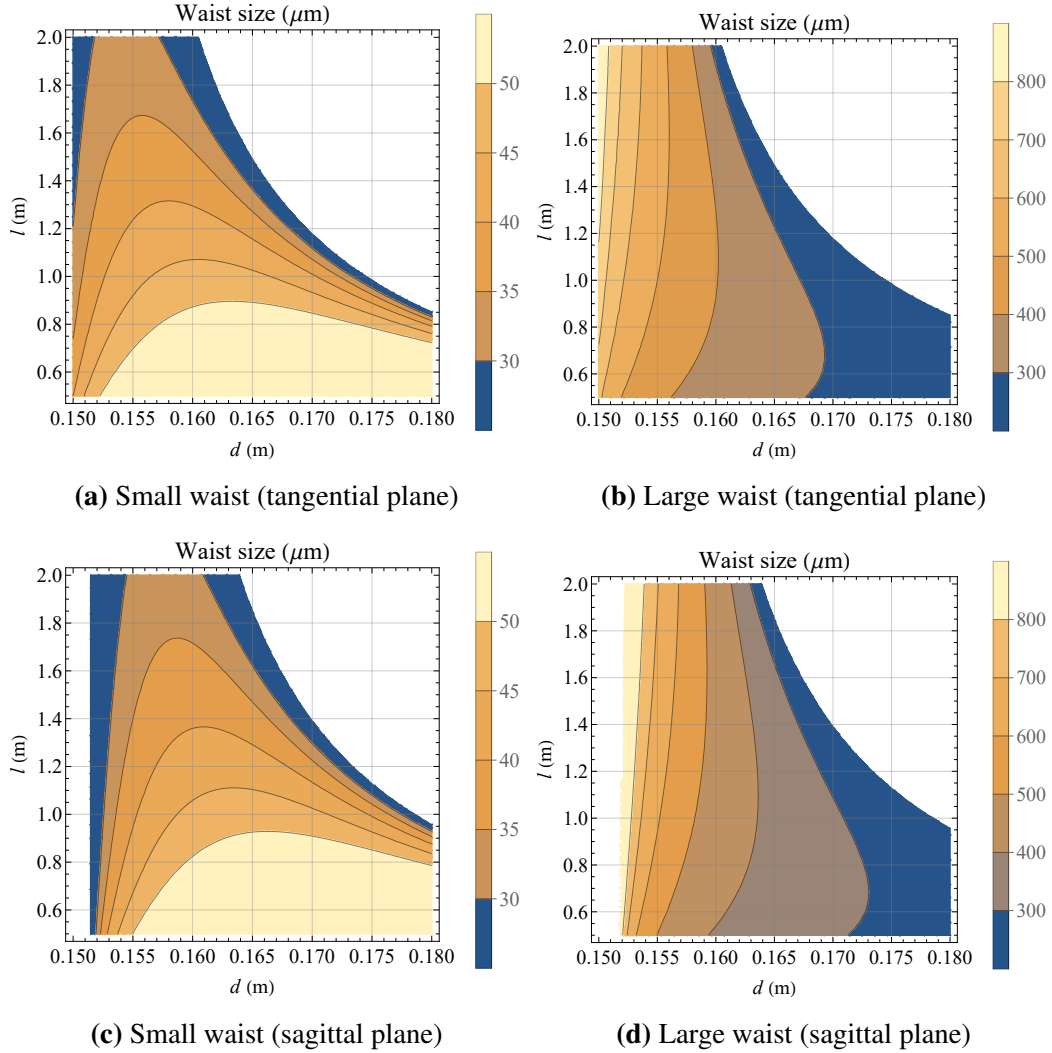 Waist size (μm)
2.0
1.8
1.6
1.4
1.2
1.0
0.8
0.6
l (m)
0.150 0.155 0.160 0.165 0.170 0.175 0.180
d (m)
50
45
40
35
30
(a) Small waist (tangential plane)
Waist size (μm)
2.0
1.8
1.6
1.4
1.2
1.0
0.8
0.6
l (m)
0.150 0.155 0.160 0.165 0.170 0.175 0.180
d (m)
800
700
600
500
400
300
(b) Large waist (tangential plane)
Waist size (μm)
2.0
1.8
1.6
1.4
1.2
1.0
0.8
0.6
l (m)
0.150 0.155 0.160 0.165 0.170 0.175 0.180
d (m)
50
45
40
35
30
(c) Small waist (sagittal plane)
Waist size (μm)
2.0
1.8
1.6
1.4
1.2
1.0
0.8
0.6
l (m)
0.150 0.155 0.160 0.165 0.170 0.175 0.180
d (m)
800
700
600
500
400
300
(d) Large waist (sagittal plane)